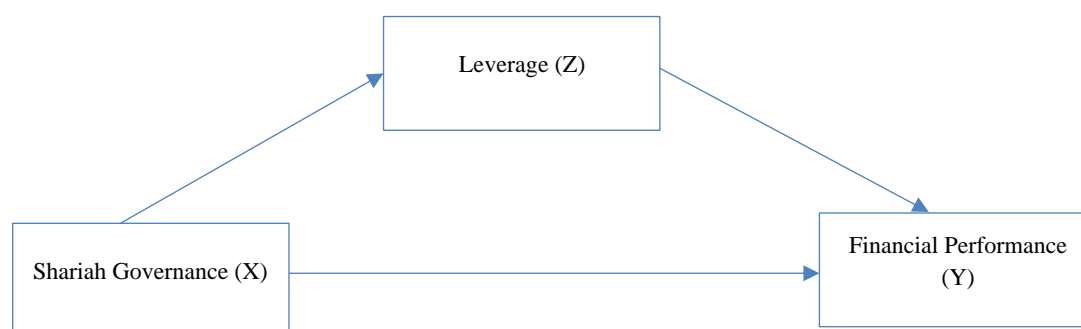 Leverage (Z)
Shariah Governance (X)
Financial Performance
(Y)